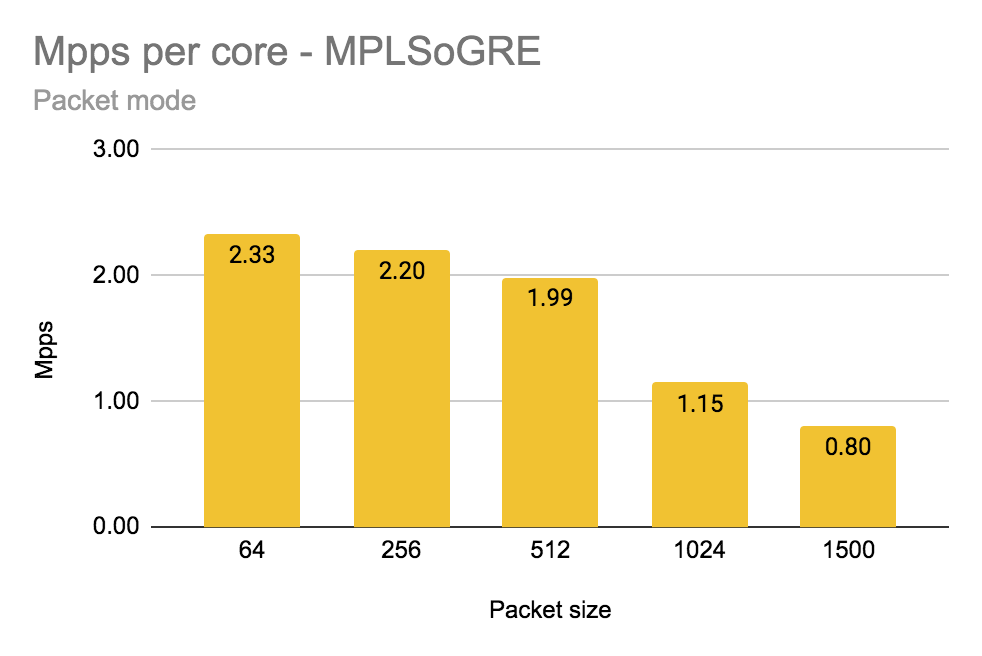 Mpps per core - MPLSoGRE
Packet mode
3.00
2.00
1.00
0.00
Mpps
2.33
2.20
1.99
1.15
0.80
64 256 512 1024 1500
Packet size